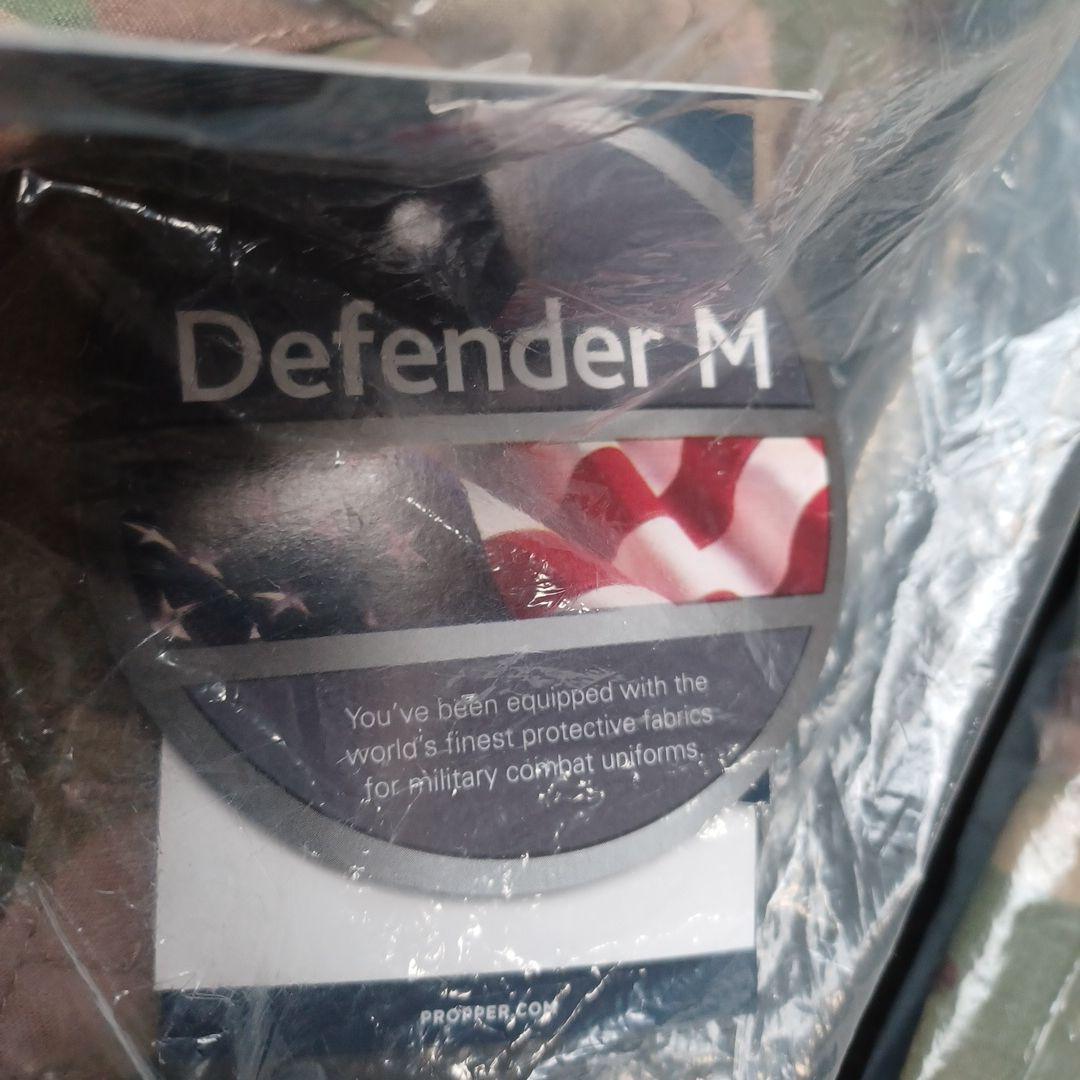 Defender M
You've been equipped with the
world's finest protective fabrics
for military combat uniforms.
PROPPER.COM